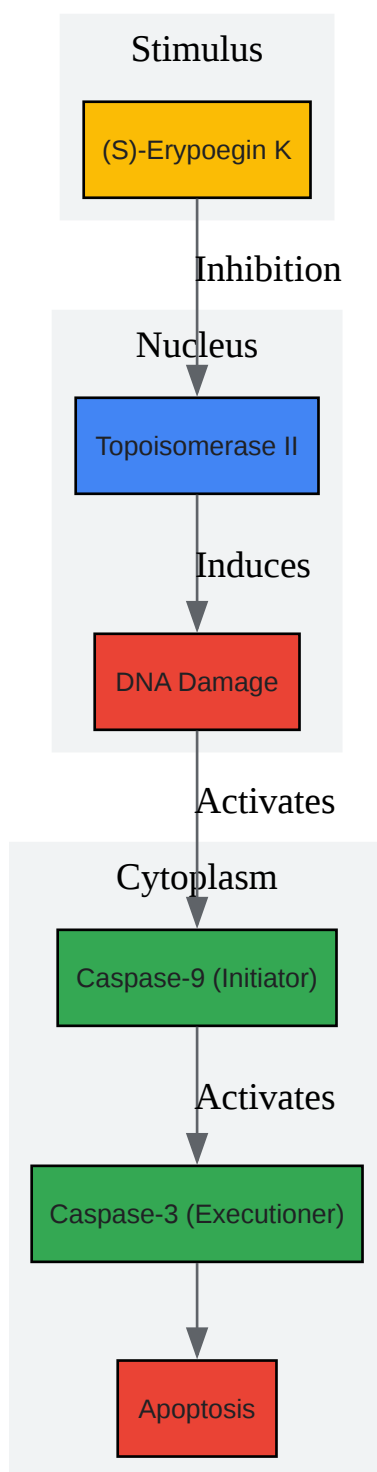 Stimulus
(S)-Erypoegin K
Inhibition
Nucleus
Topoisomerase II
Induces
DNA Damage
Activates
Cytoplasm
Caspase-9 (Initiator)
Activates
Caspase-3 (Executioner)
Apoptosis